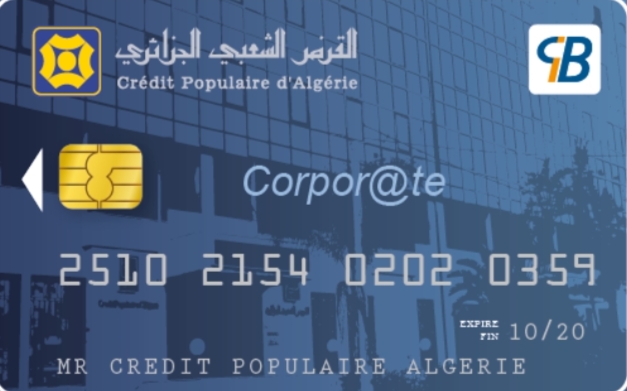 القرض الشعبي الجزائري
Crédit Populaire d'Algérie
CIB
Corpor@te
2510 2154 0202 0359
EXPIRE
FIN
10/20
MR CREDIT POPULAIRE ALGERIE